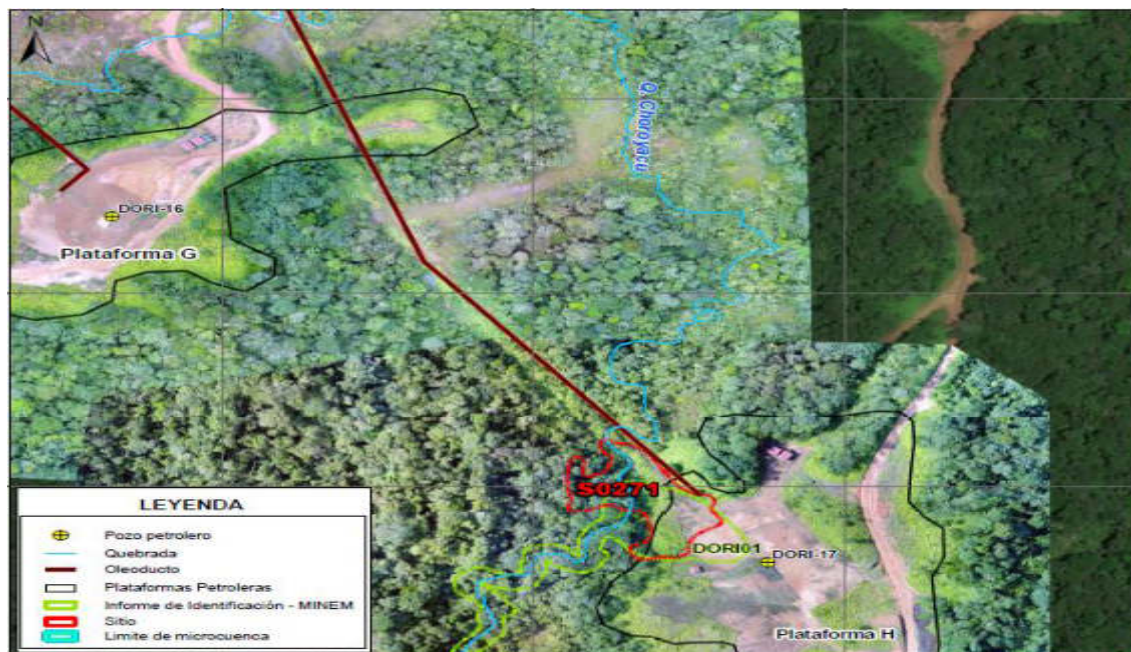 N
Q. Choroyacu
DORI-16
Plataforma G
S0271
DORI01
DORI-17
Plataforma H
LEYENDA
Pozo petrolero
Quebrada
Oleoducto
Plataformas Petroleras
Informe de Identificación - MINEM
Sitio
Limite de microcuenca